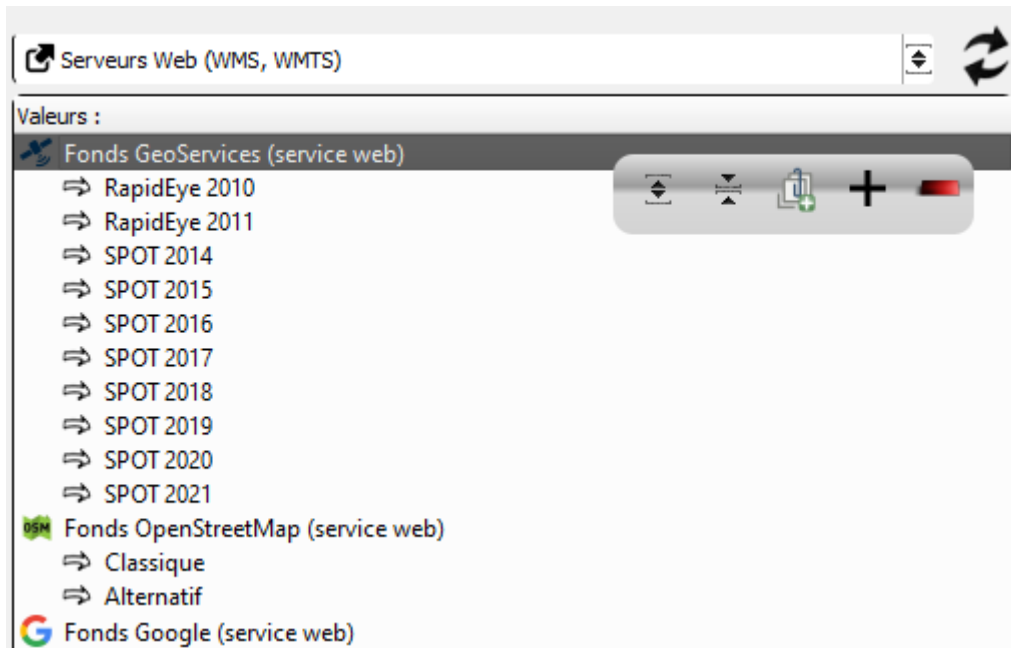 Serveurs Web (WMS, WMTS)
Valeurs :
Fonds GeoServices (service web)
RapidEye 2010
RapidEye 2011
SPOT 2014
SPOT 2015
SPOT 2016
SPOT 2017
SPOT 2018
SPOT 2019
SPOT 2020
SPOT 2021
OSM Fonds OpenStreetMap (service web)
Classique
Alternatif
Fonds Google (service web)